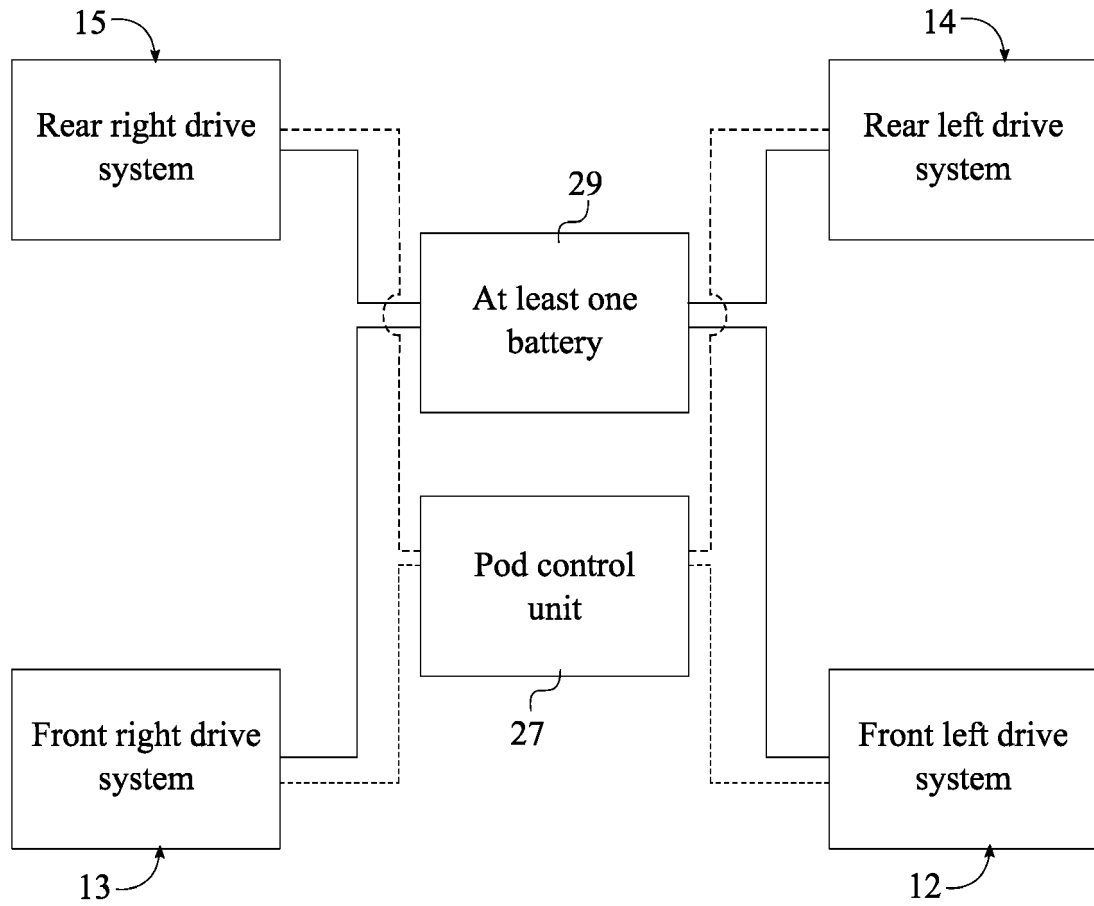 15
14
Rear right drive
system
Rear left drive
system
29
At least one
battery
Pod control
unit
27
Front right drive
system
Front left drive
system
13
12